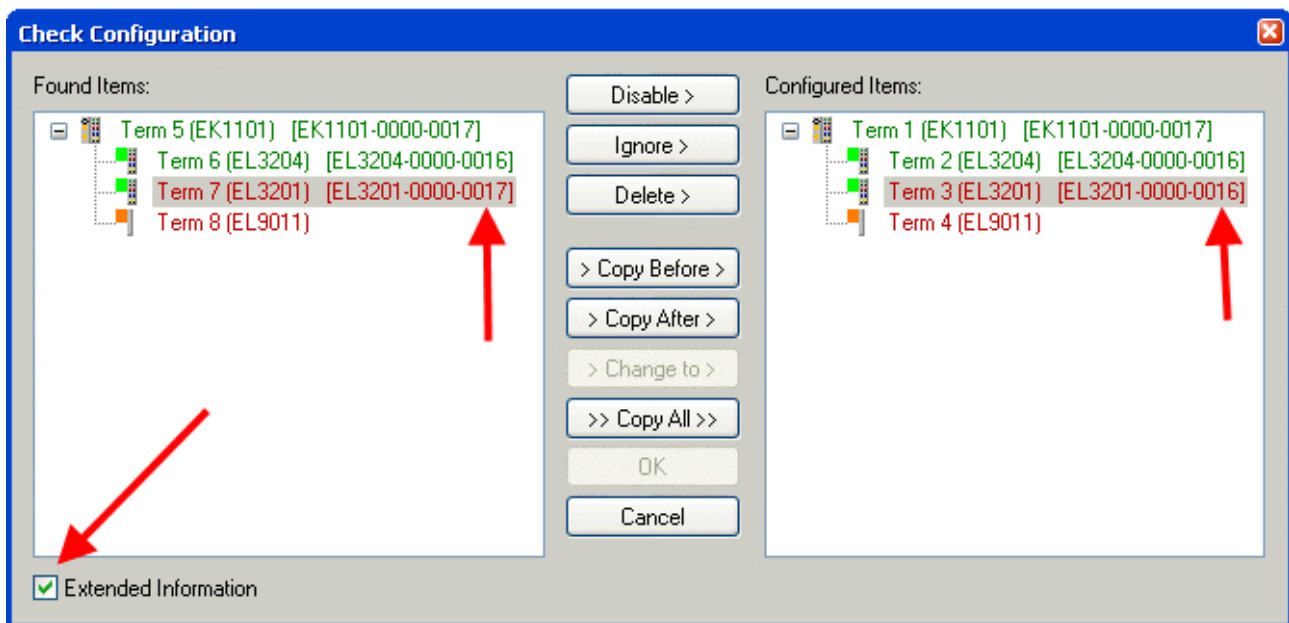 Check Configuration
Found Items:
Term 5 (EK1101) [EK1101-0000-0017]
Term 6 (EL3204) [EL3204-0000-0016]
Term 7 (EL3201) [EL3201-0000-0017]
Term 8 (EL9011)
Disable >
Ignore >
Delete >
> Copy Before >
> Copy After >
> Change to >
>> Copy All >>
OK
Cancel
Configured Items:
Term 1 (EK1101) [EK1101-0000-0017]
Term 2 (EL3204) [EL3204-0000-0016]
Term 3 (EL3201) [EL3201-0000-0016]
Term 4 (EL9011)
Extended Information